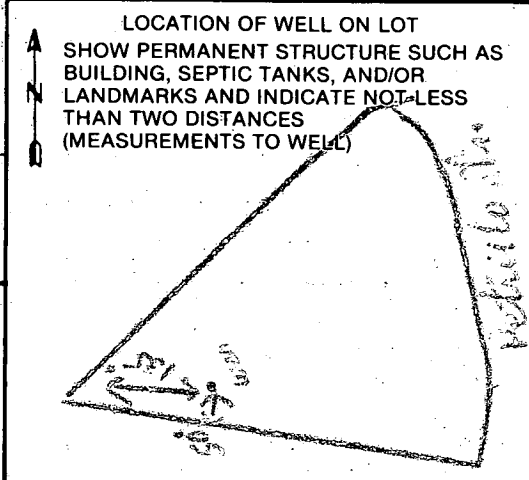 LOCATION OF WELL ON LOT
SHOW PERMANENT STRUCTURE SUCH AS
BUILDING, SEPTIC TANKS, AND/OR
N LANDMARKS AND INDICATE NOT LESS
THAN TWO DISTANCES
(MEASUREMENTS TO WELL)